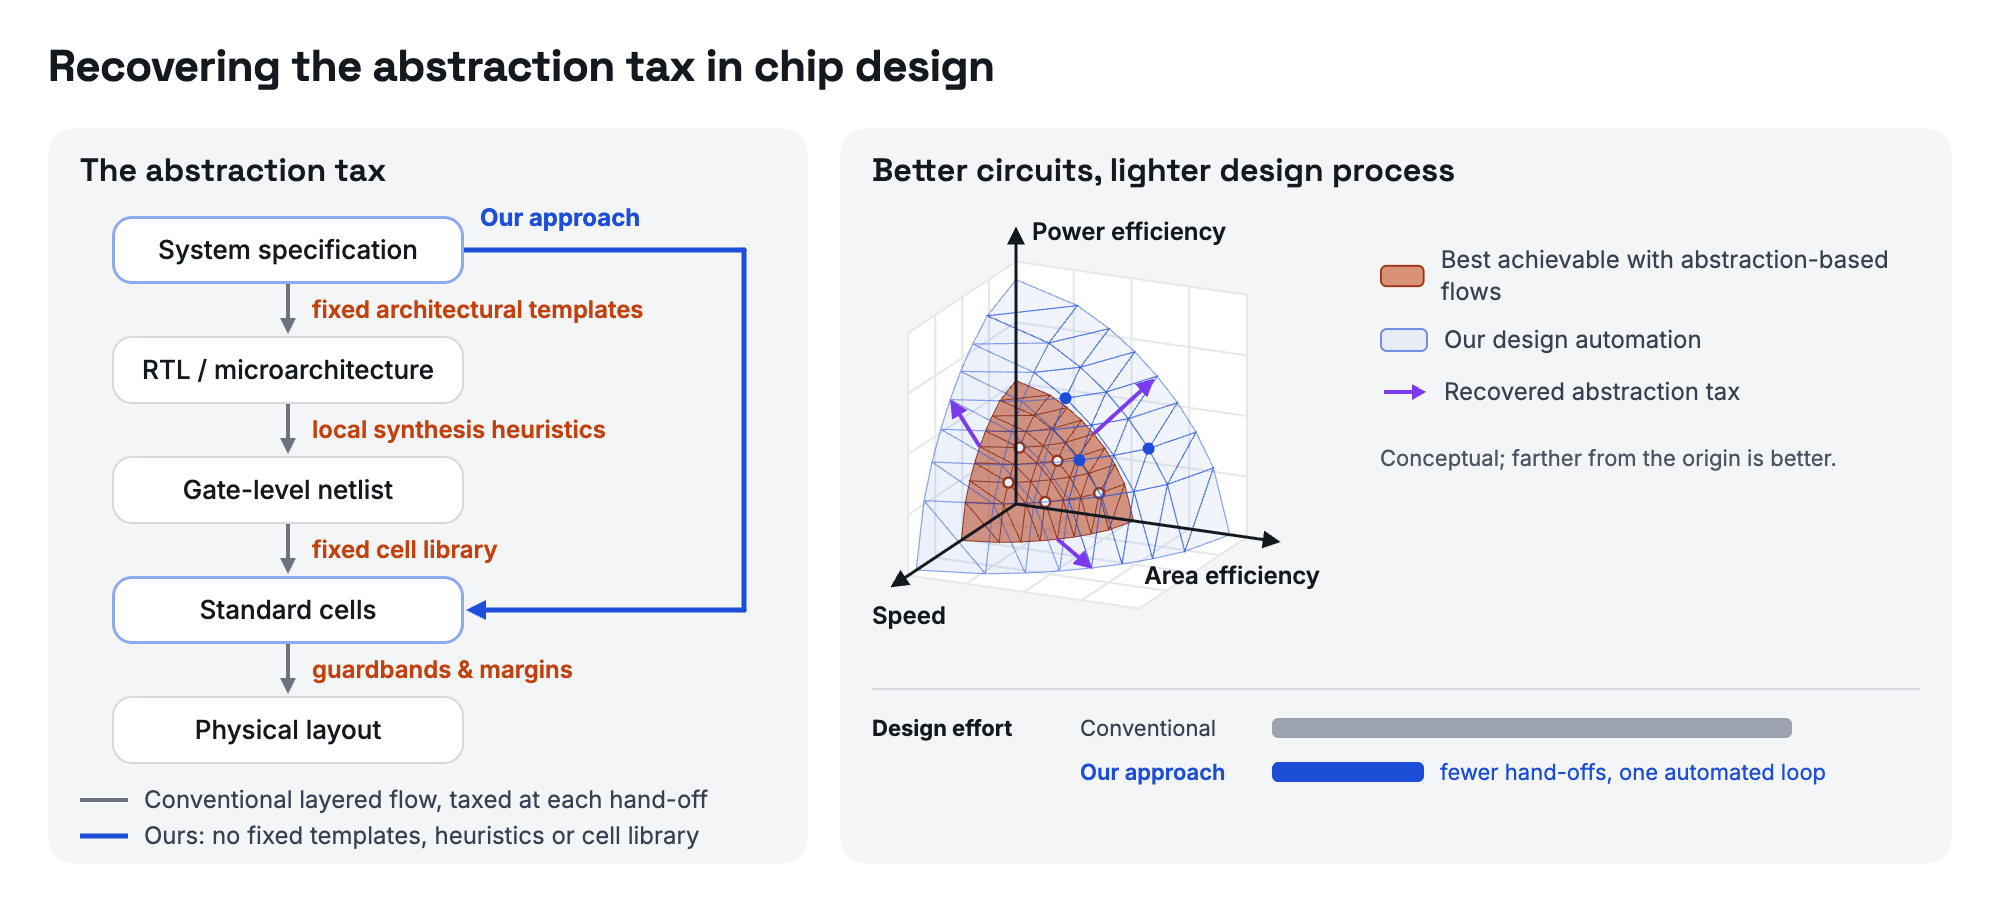 Recovering the abstraction tax in chip design
The abstraction tax
Our approach
System specification
fixed architectural templates
RTL / microarchitecture
local synthesis heuristics
Gate-level netlist
fixed cell library
Standard cells
guardbands & margins
Physical layout
Conventional layered flow, taxed at each hand-off
Ours: no fixed templates, heuristics or cell library
Better circuits, lighter design process
Power efficiency
Area efficiency
Speed
Best achievable with abstraction-based
flows
Our design automation
Recovered abstraction tax
Conceptual; farther from the origin is better.
Design effort
Conventional
Our approach
fewer hand-offs, one automated loop